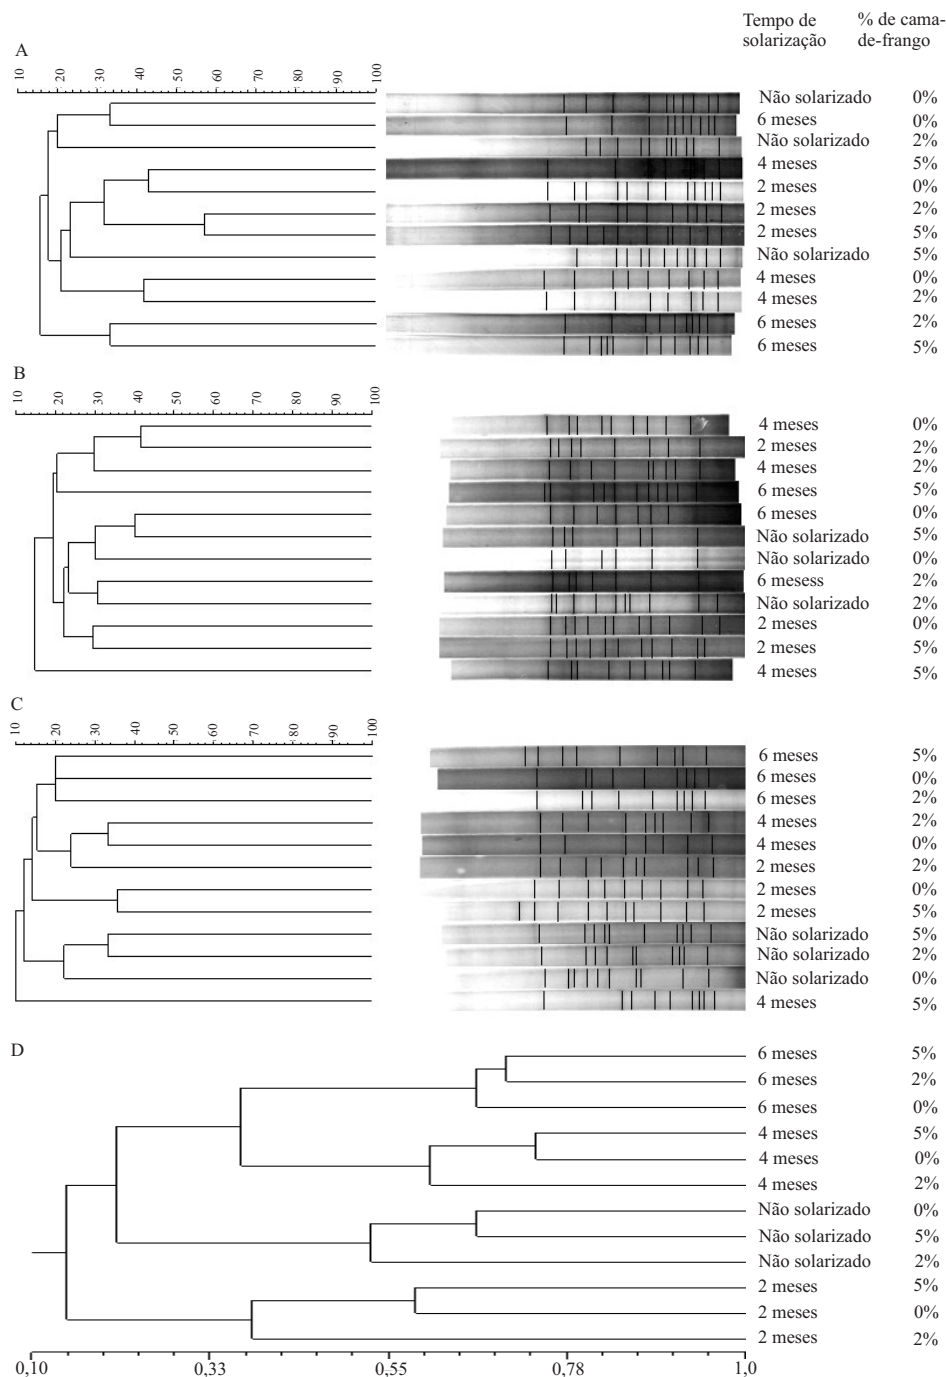 Tempo de solarização
% de cama-de-frango
A
10 20 30 40 50 60 70 80 90 100
Não solarizado 0%
6 meses 0%
Não solarizado 2%
4 meses 5%
2 meses 0%
2 meses 2%
2 meses 5%
Não solarizado 5%
4 meses 0%
4 meses 2%
6 meses 2%
6 meses 5%
B
10 20 30 40 50 60 70 80 90 100
4 meses 0%
2 meses 2%
4 meses 2%
6 meses 5%
6 meses 0%
Não solarizado 5%
Não solarizado 0%
6 mesess 2%
Não solarizado 2%
2 meses 0%
2 meses 5%
4 meses 5%
C
10 20 30 40 50 60 70 80 90 100
6 meses 5%
6 meses 0%
6 meses 2%
4 meses 2%
4 meses 0%
2 meses 2%
2 meses 0%
2 meses 5%
Não solarizado 5%
Não solarizado 2%
Não solarizado 0%
4 meses 5%
D
6 meses 5%
6 meses 2%
6 meses 0%
4 meses 5%
4 meses 0%
4 meses 2%
Não solarizado 0%
Não solarizado 5%
Não solarizado 2%
2 meses 5%
2 meses 0%
2 meses 2%
0,10 0,33 0,55 0,78 1,0